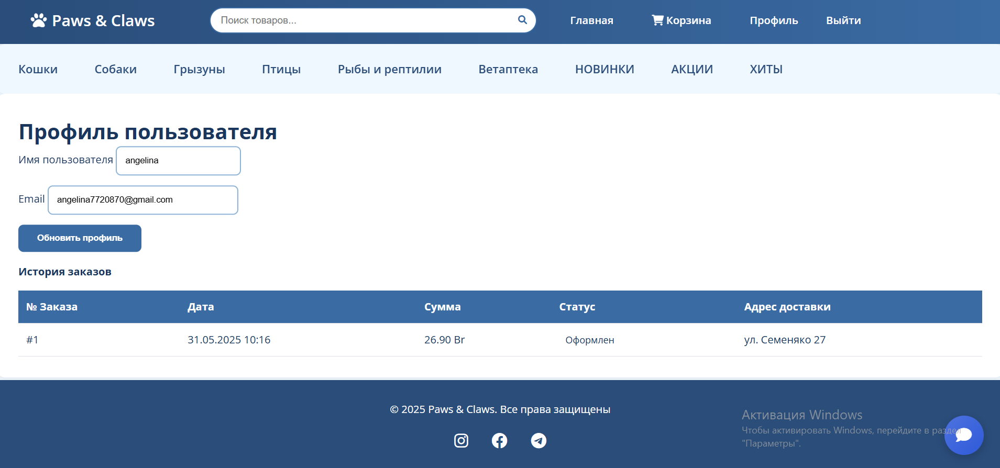 Paws & Claws
Поиск товаров...
Главная
Корзина
Профиль
Выйти
Кошки
Собаки
Грызуны
Птицы
Рыбы и рептилии
Ветаптека
НОВИНКИ
АКЦИИ
ХИТЫ
Профиль пользователя
Имя пользователя angelina
Email angelina7720870@gmail.com
Обновить профиль
История заказов
№ Заказа Дата Сумма Статус Адрес доставки
#1 31.05.2025 10:16 26.90 Br Оформлен ул. Семеняко 27
© 2025 Paws & Claws. Все права защищены
Активация Windows
Чтобы активировать Windows, перейдите в раздел
"Параметры".